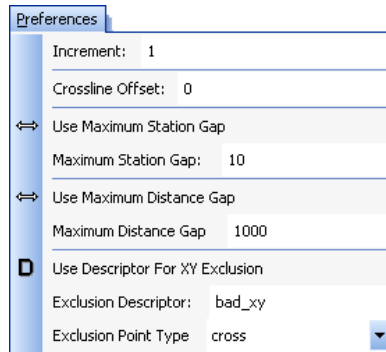 Preferences
Increment: 1
Crossline Offset: 0
Use Maximum Station Gap
Maximum Station Gap: 10
Use Maximum Distance Gap
Maximum Distance Gap 1000
D Use Descriptor For XY Exclusion
Exclusion Descriptor: bad_xy
Exclusion Point Type cross